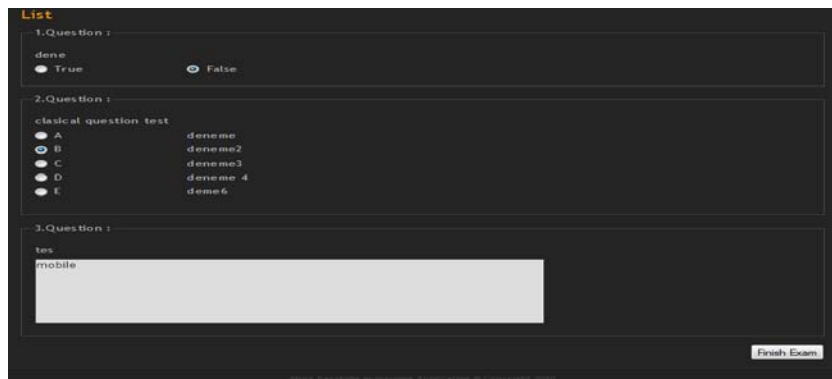 List
1.Question :
dene
True False
2.Question :
clasical question test
A deneme
B deneme2
C deneme3
D deneme 4
E deme6
3.Question :
tes
mobile
Finish Exam